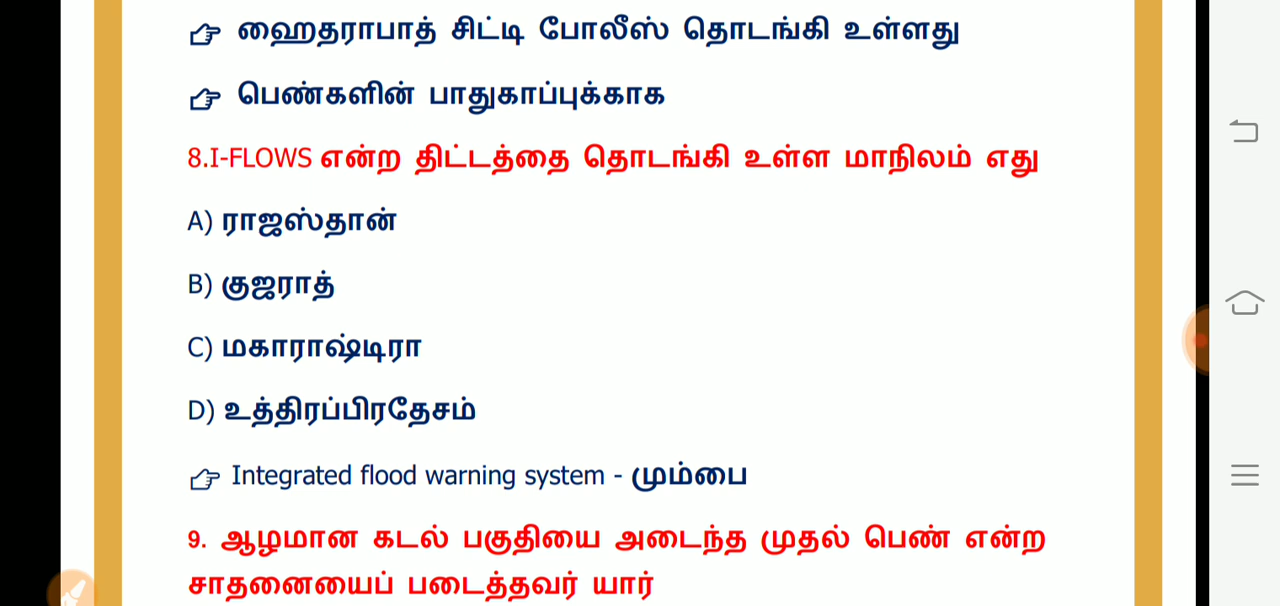 ஹைதராபாத் சிட்டி போலீஸ் தொடங்கி உள்ளது
பெண்களின் பாதுகாப்புக்காக
8.I-FLOWS என்ற திட்டத்தை தொடங்கி உள்ள மாநிலம் எது
A) ராஜஸ்தான்
B) குஜராத்
C) மகாராஷ்டிரா
D) உத்திரப்பிரதேசம்
Integrated flood warning system - மும்பை
9. ஆழமான கடல் பகுதியை அடைந்த முதல் பெண் என்ற
சாதனையைப் படைத்தவர் யார்